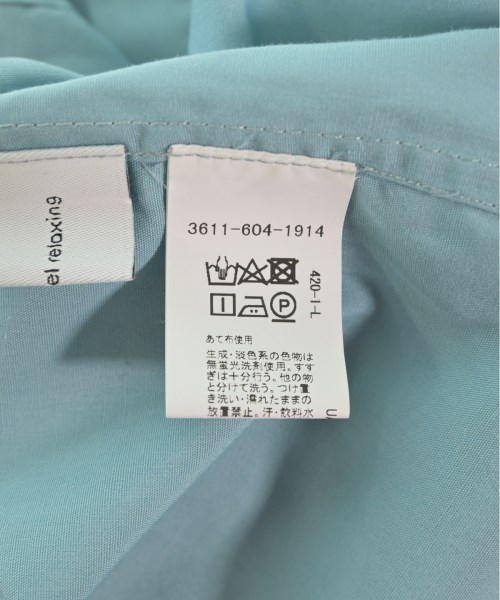 el relaxing
3611-604-1914
420-I-L
P
あて布使用
生成・淡色系の色物は
無蛍光洗剤使用。すす
ぎは十分行う。他の物
と分けて洗う。つけ置
き洗い・濡れたままの
放置禁止。汗・飲料水